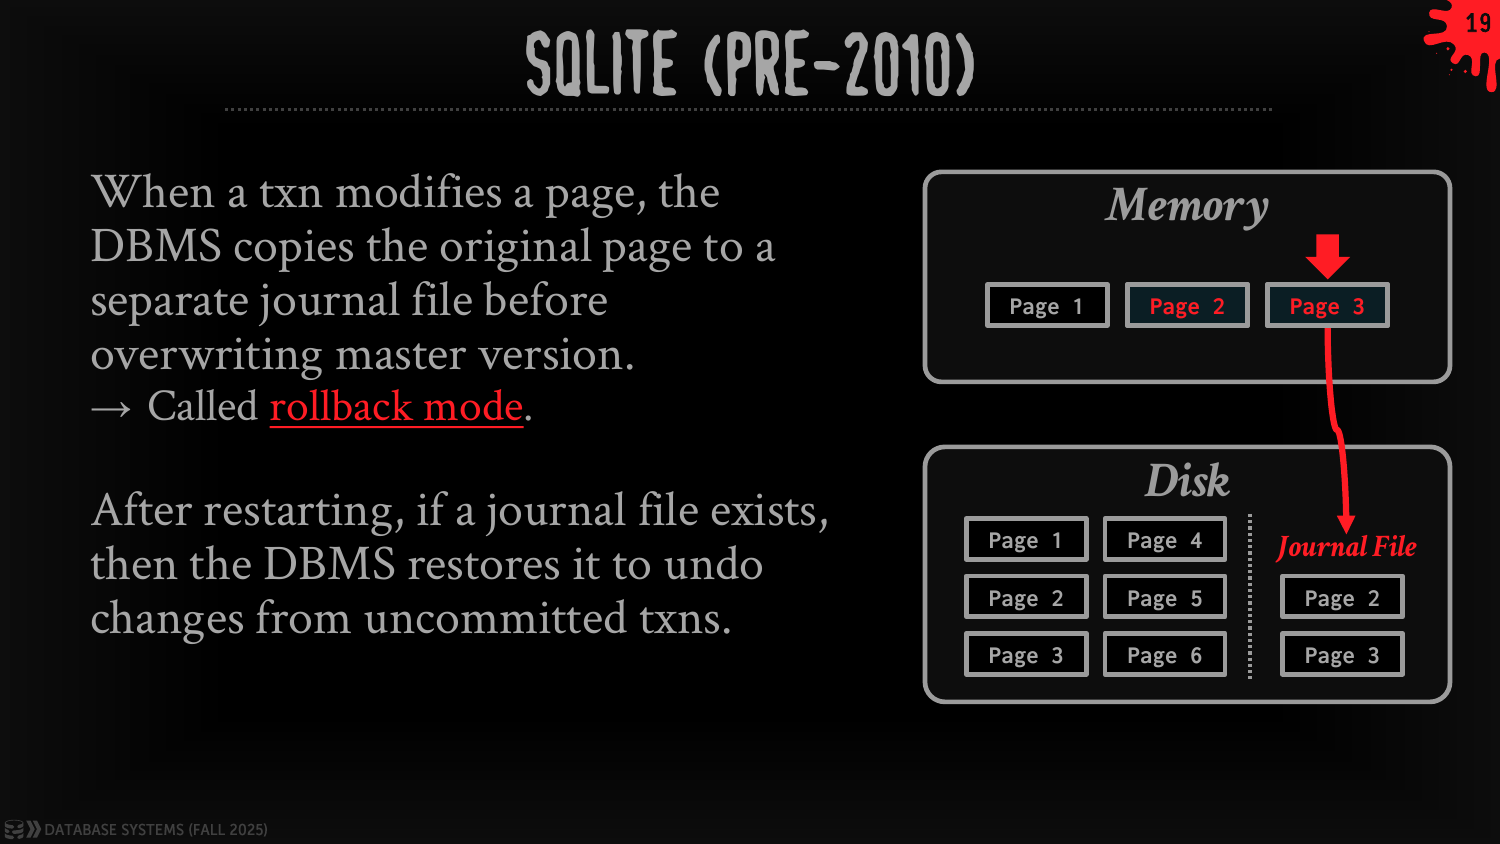 SQLITE (PRE-2010)
19
When a txn modifies a page, the
DBMS copies the original page to a
separate journal file before
overwriting master version.
→ Called rollback mode.
After restarting, if a journal file exists,
then the DBMS restores it to undo
changes from uncommitted txns.
Memory
Page 1 Page 2 Page 3
Disk
Page 1 Page 4
Page 2 Page 5
Page 3 Page 6
Journal File
Page 2
Page 3
DATABASE SYSTEMS (FALL 2025)